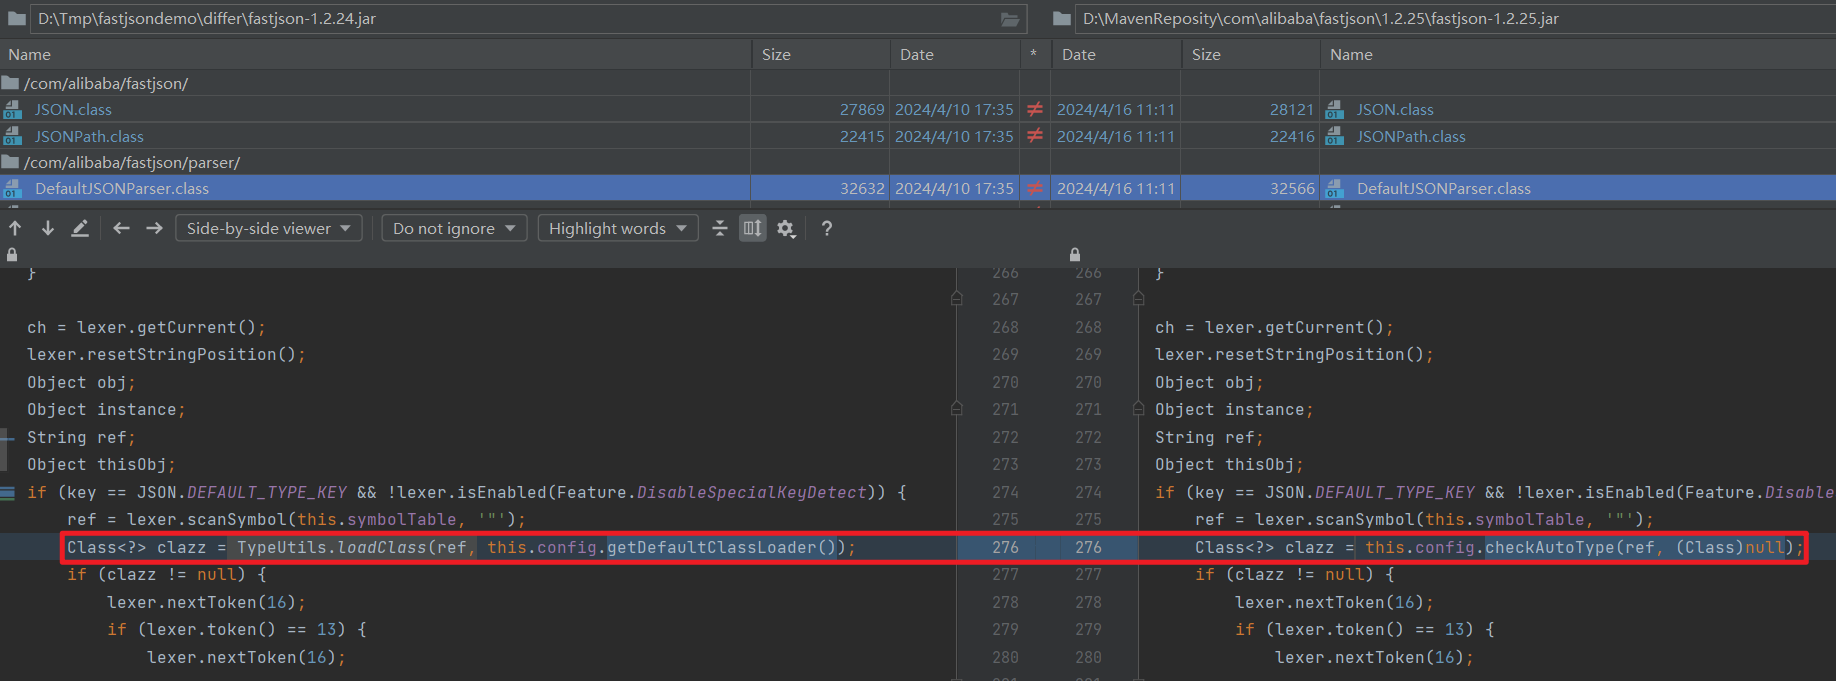 D:\Tmp\fastjsondemo\differ\fastjson-1.2.24.jar D:\MavenReposity\com\alibaba\fastjson\1.2.25\fastjson-1.2.25.jar
Name Size Date * Date Size Name
/com/alibaba/fastjson/
JSON.class 27869 2024/4/10 17:35 ≠ 2024/4/16 11:11 28121 JSON.class
JSONPath.class 22415 2024/4/10 17:35 ≠ 2024/4/16 11:11 22416 JSONPath.class
/com/alibaba/fastjson/parser/
DefaultJSONParser.class 32632 2024/4/10 17:35 ≠ 2024/4/16 11:11 32566 DefaultJSONParser.class
Side-by-side viewer Do not ignore Highlight words ?
} 266 266 }
267 267
ch = lexer.getCurrent(); 268 268 ch = lexer.getCurrent();
lexer.resetStringPosition(); 269 269 lexer.resetStringPosition();
Object obj; 270 270 Object obj;
Object instance; 271 271 Object instance;
String ref; 272 272 String ref;
Object thisObj; 273 273 Object thisObj;
if (key == JSON.DEFAULT_TYPE_KEY && !lexer.isEnabled(Feature.DisableSpecialKeyDetect)) { 274 274 if (key == JSON.DEFAULT_TYPE_KEY && !lexer.isEnabled(Feature.Disable
ref = lexer.scanSymbol(this.symbolTable, '"'); 275 275 ref = lexer.scanSymbol(this.symbolTable, '"');
Class<?> clazz = TypeUtils.loadClass(ref, this.config.getDefaultClassLoader()); 276 276 Class<?> clazz = this.config.checkAutoType(ref, (Class)null);
if (clazz != null) { 277 277 if (clazz != null) {
lexer.nextToken(16); 278 278 lexer.nextToken(16);
if (lexer.token() == 13) { 279 279 if (lexer.token() == 13) {
lexer.nextToken(16); 280 280 lexer.nextToken(16);